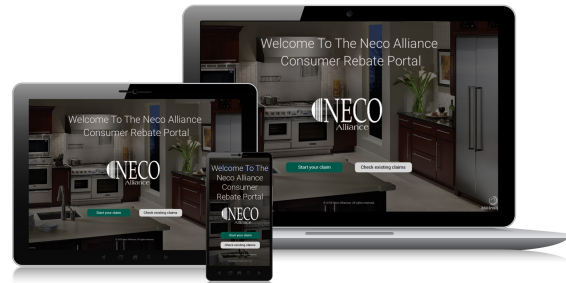 Welcome To The Neco Alliance
Consumer Rebate Portal
NECO
Alliance
Start your claim
Check existing claims
Welcome To The Neco Alliance
Consumer Rebate Portal
NECO
Alliance
Start your claim
Check existing claims
Welcome To The
Neco Alliance
Consumer
Rebate Portal
NECO
Alliance
Start your claim
Check existing claims